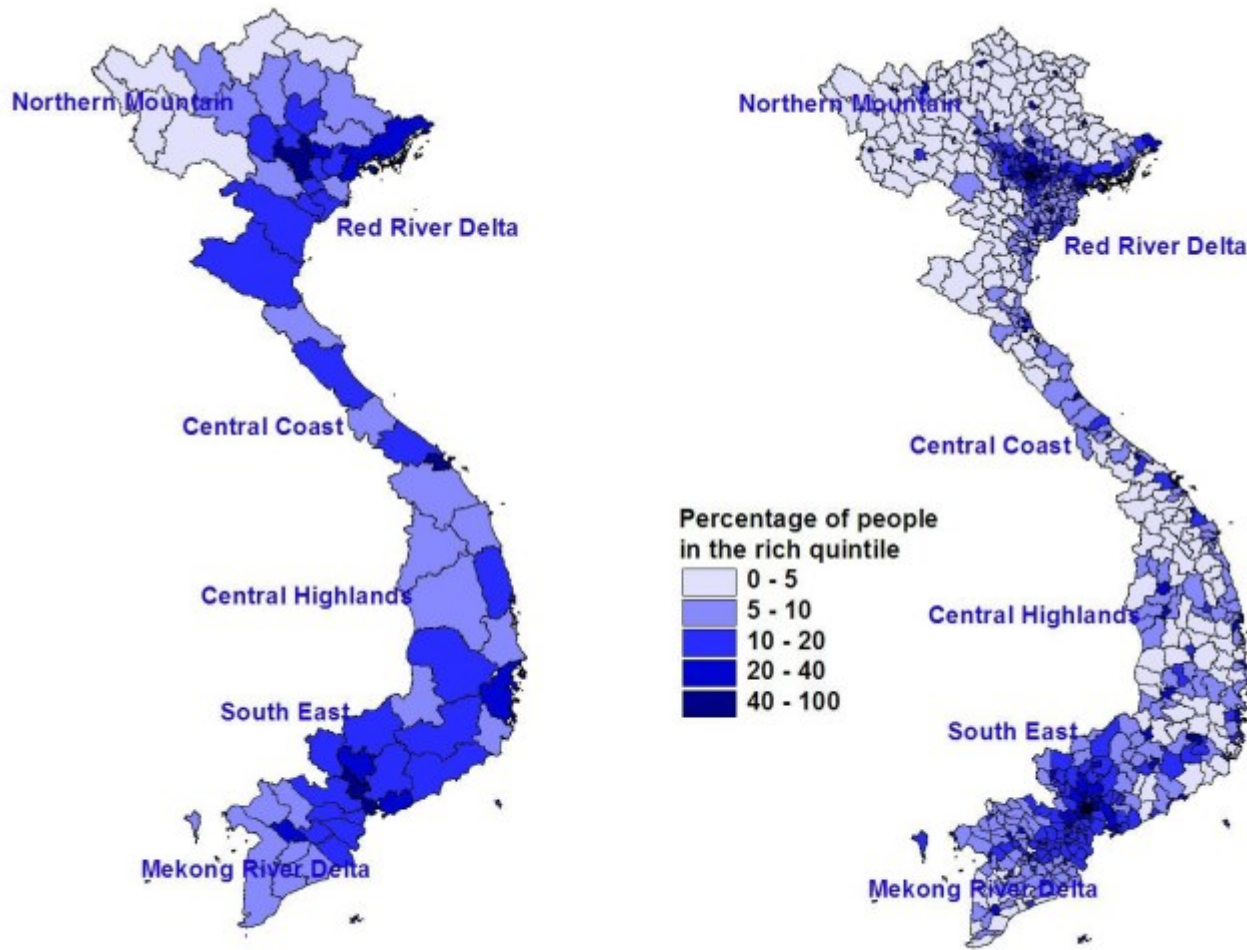 Northern Mountain
Red River Delta
Central Coast
Central Highlands
South East
Mekong River Delta
Percentage of people
in the rich quintile
0 - 5
5 - 10
10 - 20
20 - 40
40 - 100
Northern Mountain
Red River Delta
Central Coast
Central Highlands
South East
Mekong River Delta